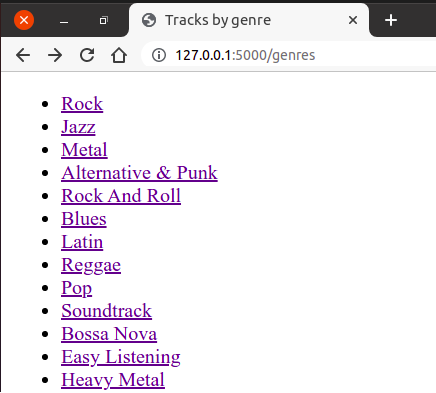 Tracks by genre
127.0.0.1:5000/genres
Rock
Jazz
Metal
Alternative & Punk
Rock And Roll
Blues
Latin
Reggae
Pop
Soundtrack
Bossa Nova
Easy Listening
Heavy Metal